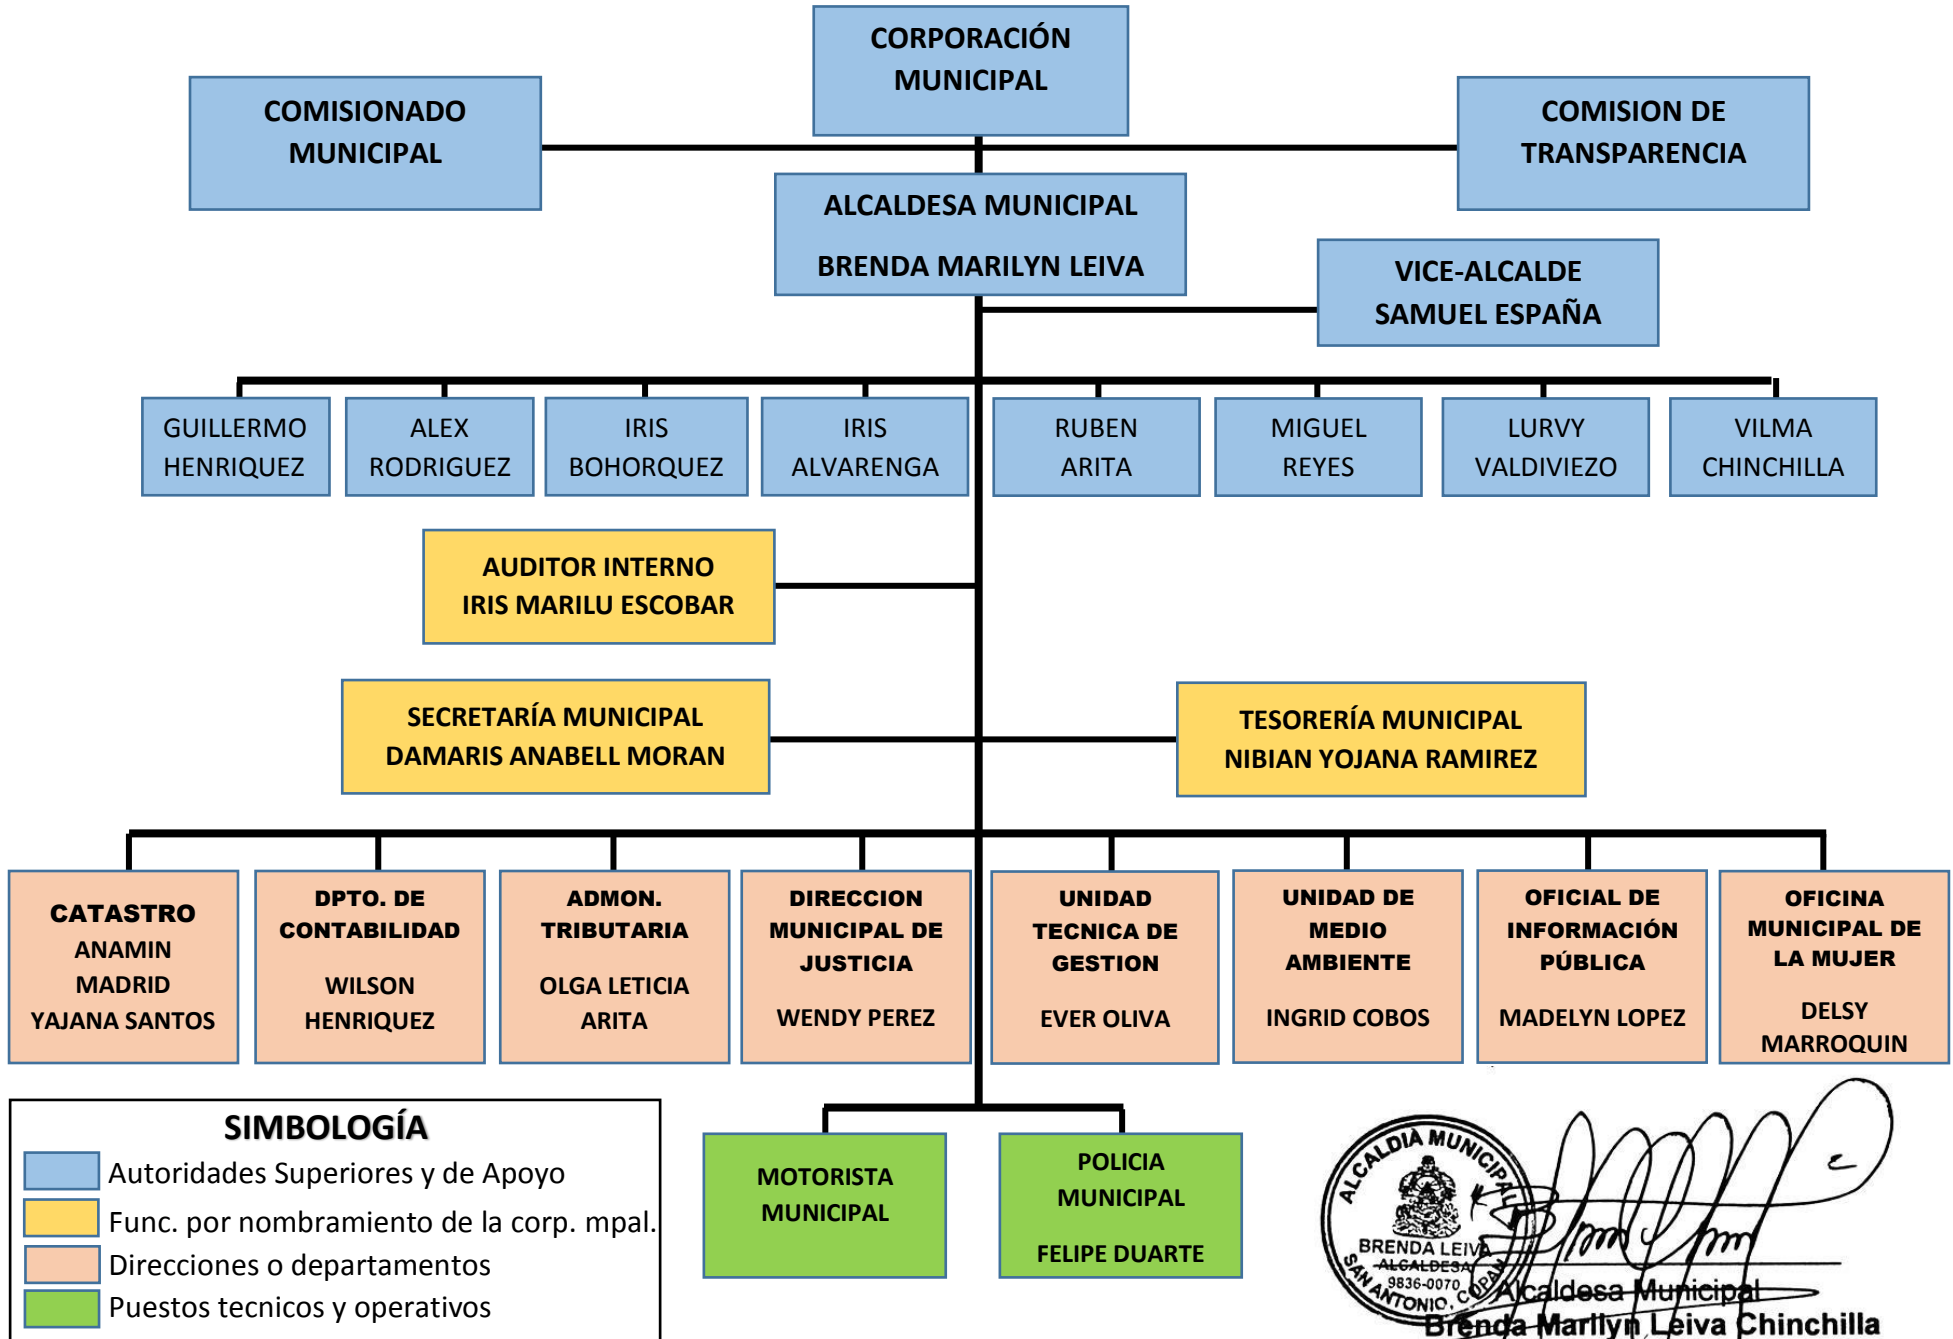 CORPORACIÓN
MUNICIPAL
COMISIONADO
MUNICIPAL
COMISION DE
TRANSPARENCIA
ALCALDESA MUNICIPAL
BRENDA MARILYN LEIVA
VICE-ALCALDE
SAMUEL ESPAÑA
GUILLERMO
HENRIQUEZ
ALEX
RODRIGUEZ
IRIS
BOHORQUEZ
IRIS
ALVARENGA
RUBEN
ARITA
MIGUEL
REYES
LURVY
VALDIVIEZO
VILMA
CHINCHILLA
AUDITOR INTERNO
IRIS MARILU ESCOBAR
SECRETARÍA MUNICIPAL
DAMARIS ANABELL MORAN
TESORERÍA MUNICIPAL
NIBIAN YOJANA RAMIREZ
CATASTRO
ANAMIN
MADRID
YAJANA SANTOS
DPTO. DE
CONTABILIDAD
WILSON
HENRIQUEZ
ADMON.
TRIBUTARIA
OLGA LETICIA
ARITA
DIRECCION
MUNICIPAL DE
JUSTICIA
WENDY PEREZ
UNIDAD
TECNICA DE
GESTION
EVER OLIVA
UNIDAD DE
MEDIO
AMBIENTE
INGRID COBOS
OFICIAL DE
INFORMACIÓN
PÚBLICA
MADELYN LOPEZ
OFICINA
MUNICIPAL DE
LA MUJER
DELSY
MARROQUIN
MOTORISTA
MUNICIPAL
POLICIA
MUNICIPAL
FELIPE DUARTE
SIMBOLOGÍA
Autoridades Superiores y de Apoyo
Func. por nombramiento de la corp. mpal.
Direcciones o departamentos
Puestos tecnicos y operativos
ALCALDIA MUNICIPAL
BRENDA LEIVA
ALCALDESA
9836-0070
SAN ANTONIO, COPAN
Alcaldesa Municipal
Brenda Marilyn Leiva Chinchilla